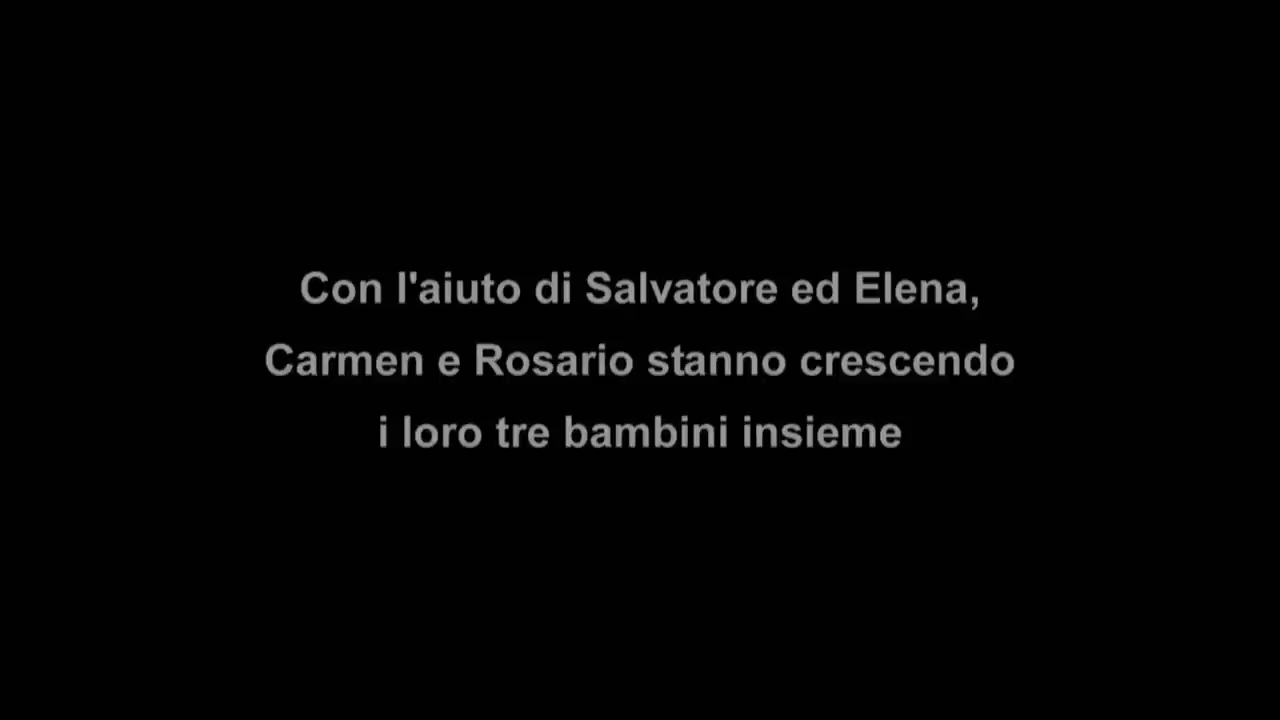 Con l'aiuto di Salvatore ed Elena,
Carmen e Rosario stanno crescendo
i loro tre bambini insieme